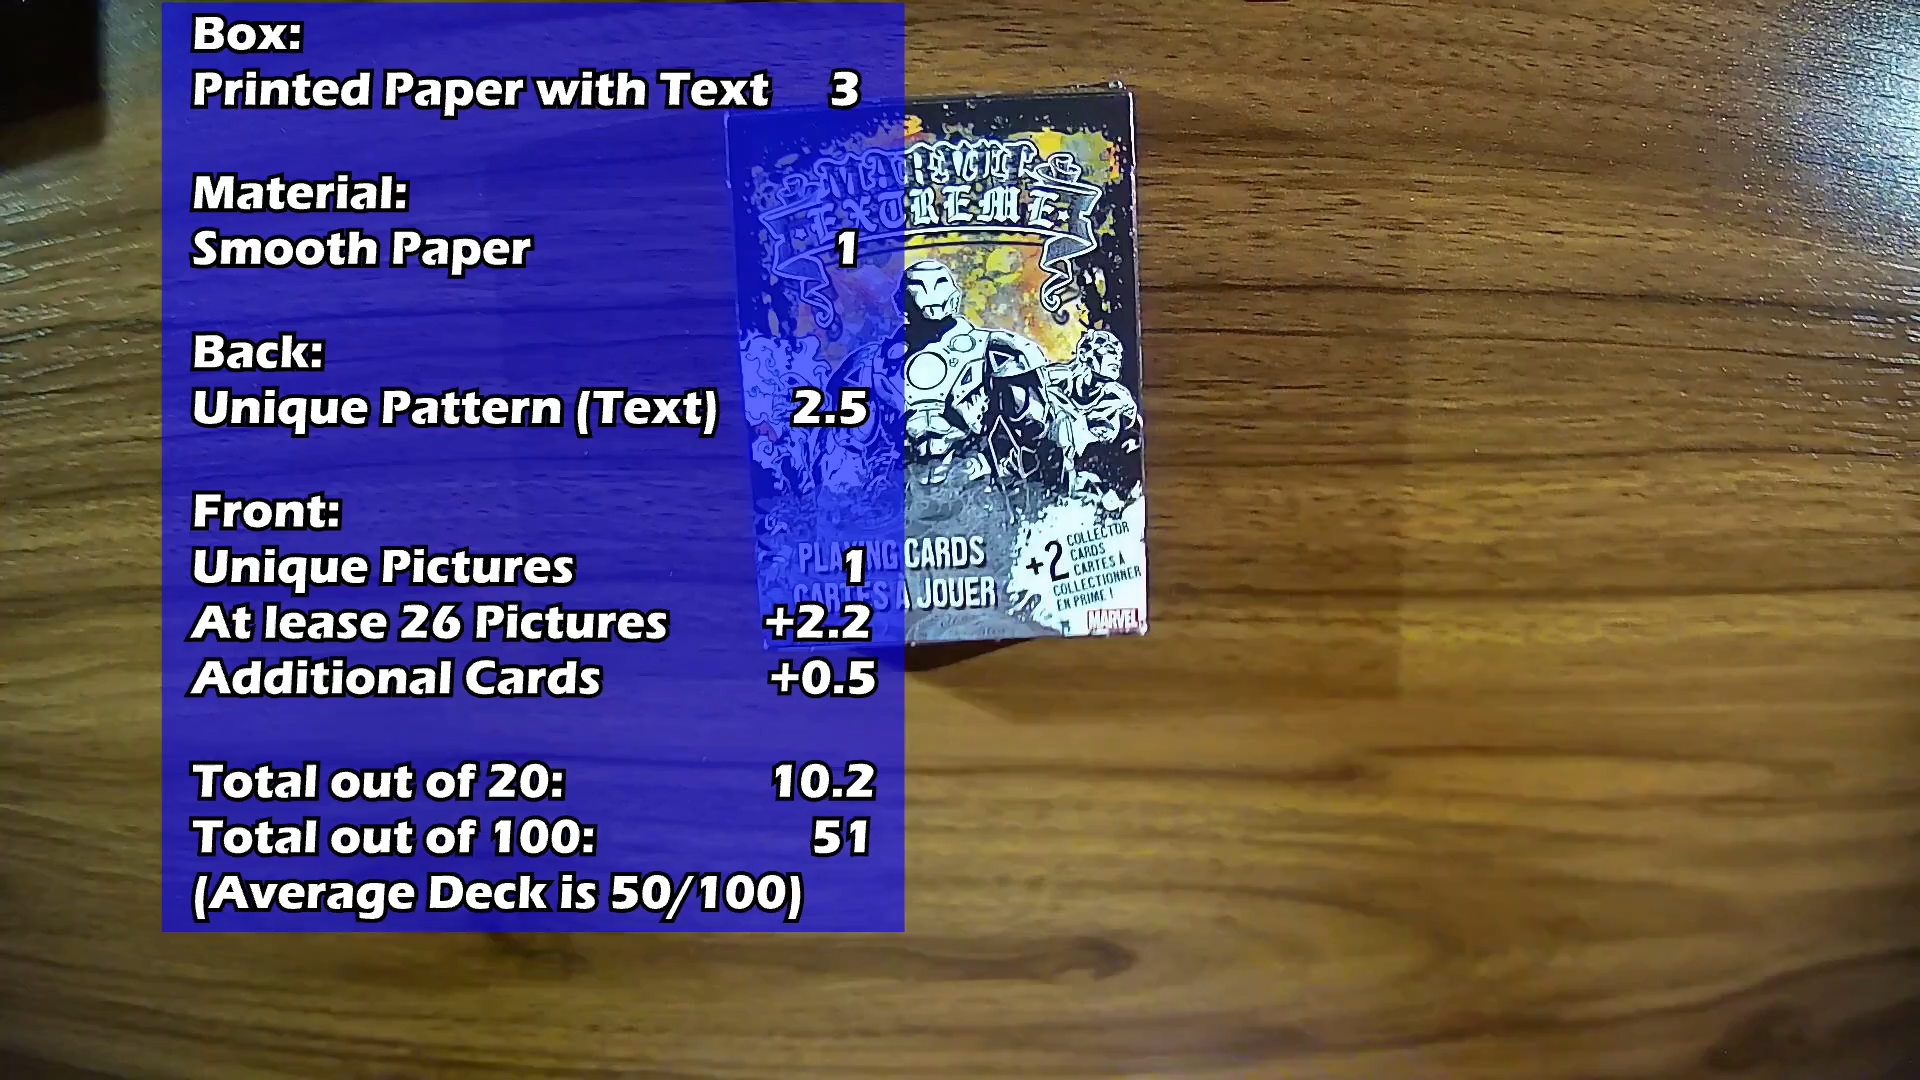 Box:
Printed Paper with Text 3
Material:
Smooth Paper 1
Back:
Unique Pattern (Text) 2.5
Front:
Unique Pictures 1
At lease 26 Pictures +2.2
Additional Cards +0.5
Total out of 20: 10.2
Total out of 100: 51
(Average Deck is 50/100)
MARVEL
EXTREME
PLAYING CARDS
CARTES À JOUER
+2 COLLECTOR
CARDS
CARTES À
COLLECTIONNER
EN PRIME !
MARVEL